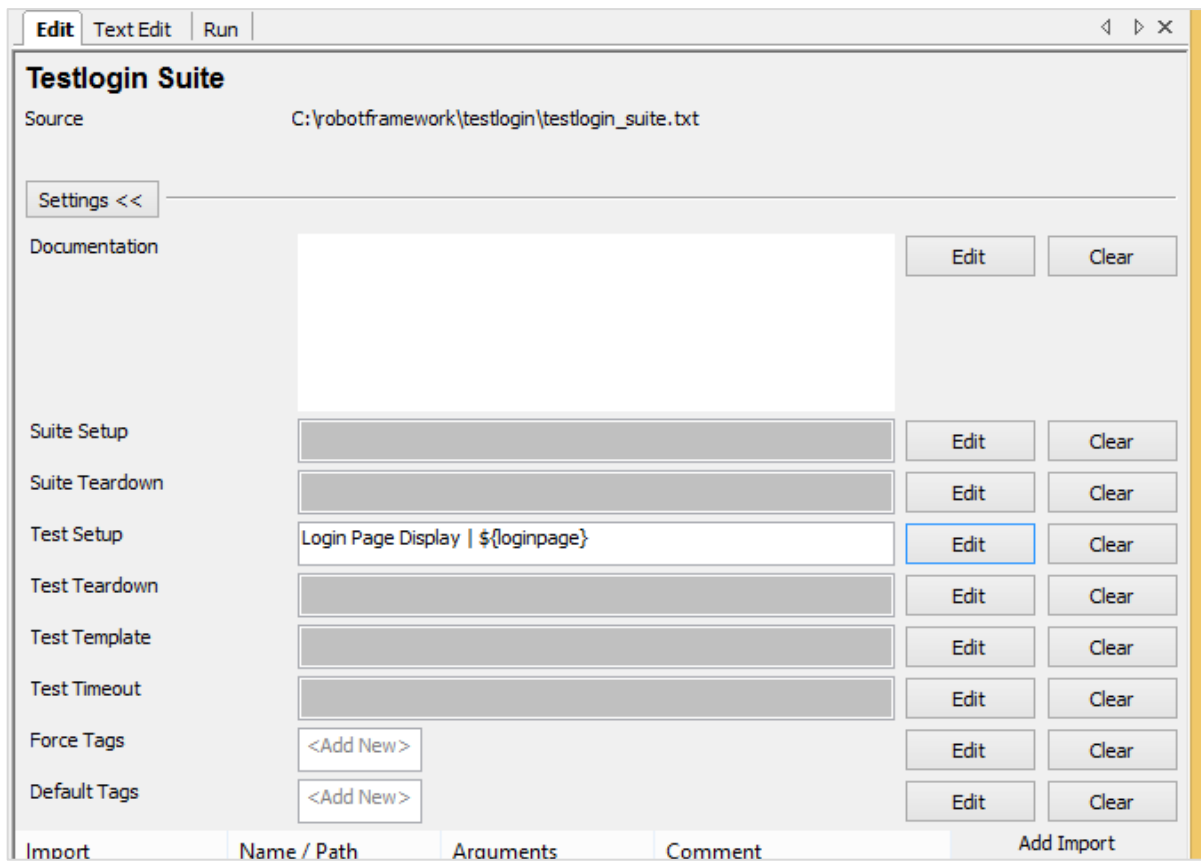 Edit Text Edit Run
Testlogin Suite
Source C:\robotframework\testlogin\testlogin_suite.txt
Settings <<
Documentation Edit Clear
Suite Setup Edit Clear
Suite Teardown Edit Clear
Test Setup Login Page Display | ${loginpage} Edit Clear
Test Teardown Edit Clear
Test Template Edit Clear
Test Timeout Edit Clear
Force Tags <Add New> Edit Clear
Default Tags <Add New> Edit Clear
Import Name / Path Arguments Comment Add Import